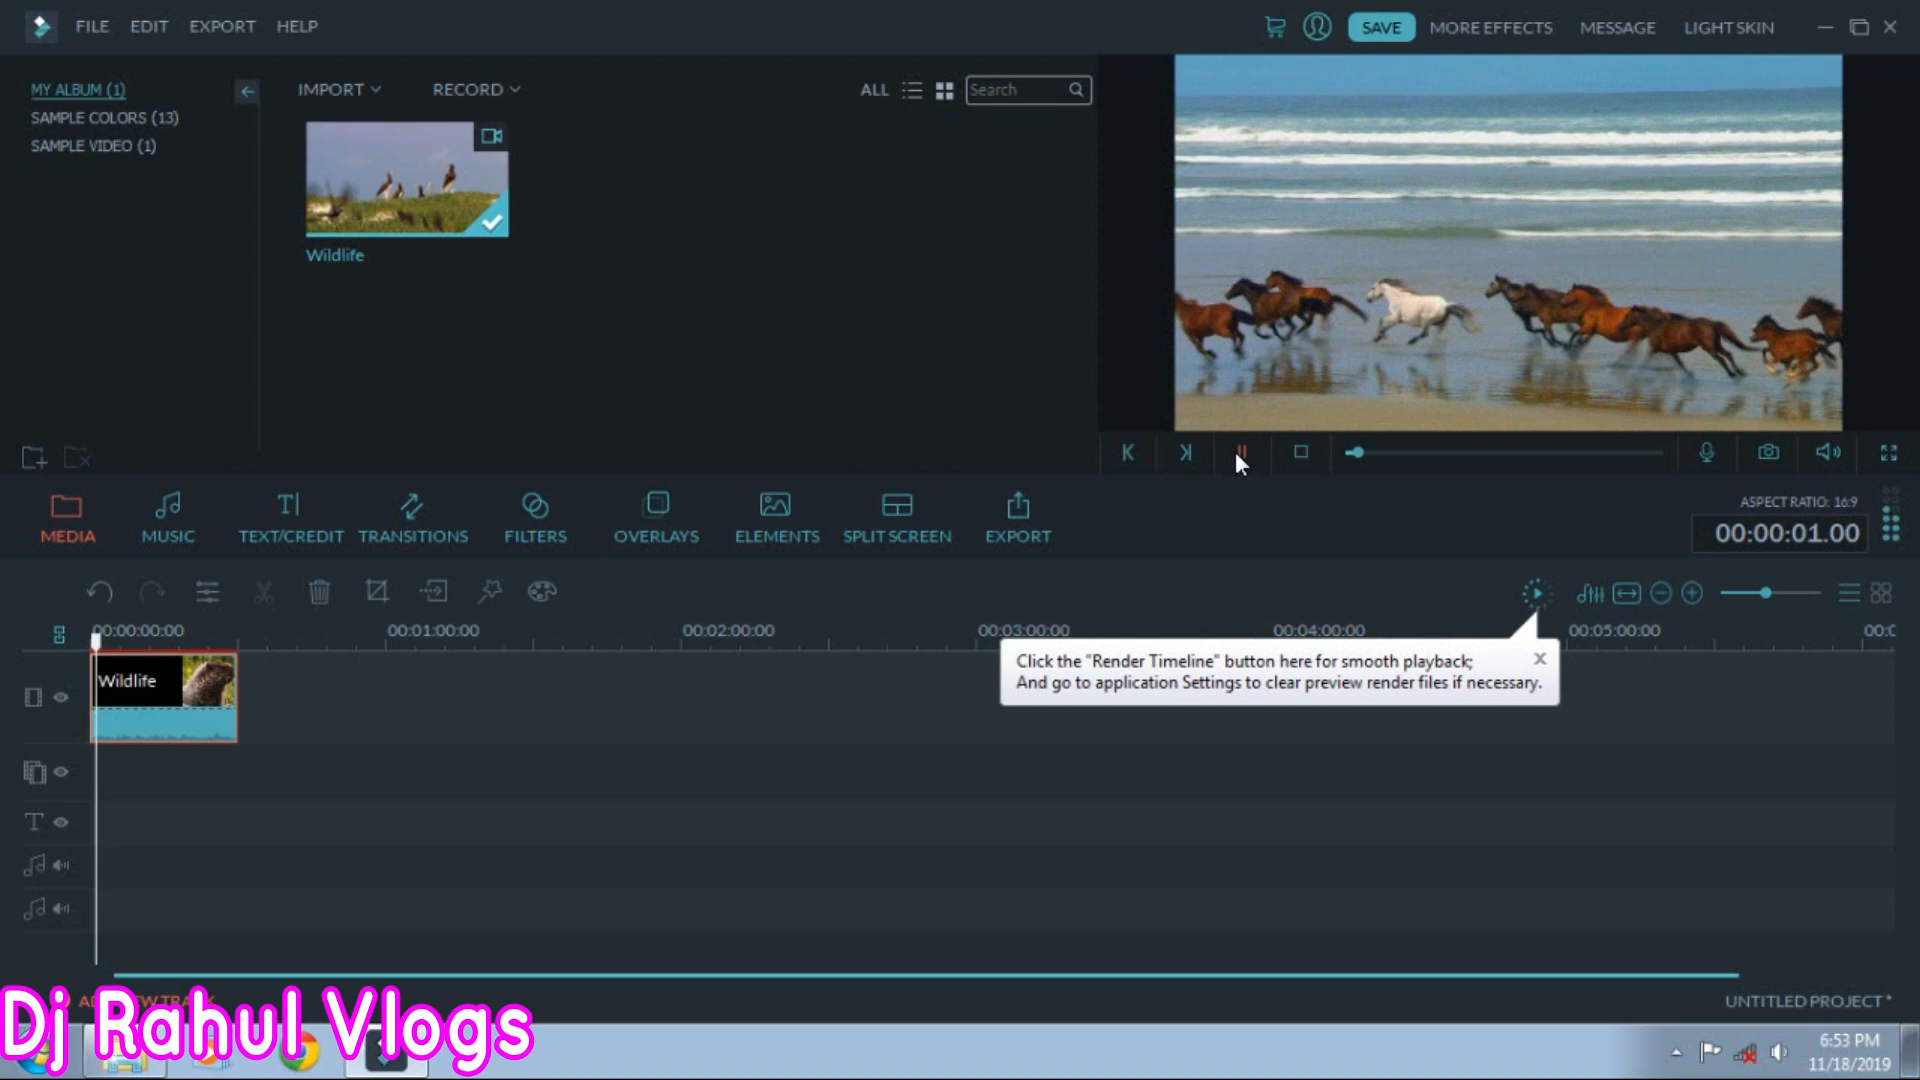 FILE EDIT EXPORT HELP
SAVE MORE EFFECTS MESSAGE LIGHT SKIN
MY ALBUM (1)
SAMPLE COLORS (13)
SAMPLE VIDEO (1)
IMPORT RECORD ALL Search
Wildlife
MEDIA MUSIC TEXT/CREDIT TRANSITIONS FILTERS OVERLAYS ELEMENTS SPLIT SCREEN EXPORT
ASPECT RATIO: 16:9
00:00:01.00
00:00:00:00 00:01:00:00 00:02:00:00 00:03:00:00 00:04:00:00 00:05:00:00
Click the "Render Timeline" button here for smooth playback;
And go to application Settings to clear preview render files if necessary.
Wildlife
UNTITLED PROJECT *
Dj Rahul Vlogs
6:53 PM
11/18/2019